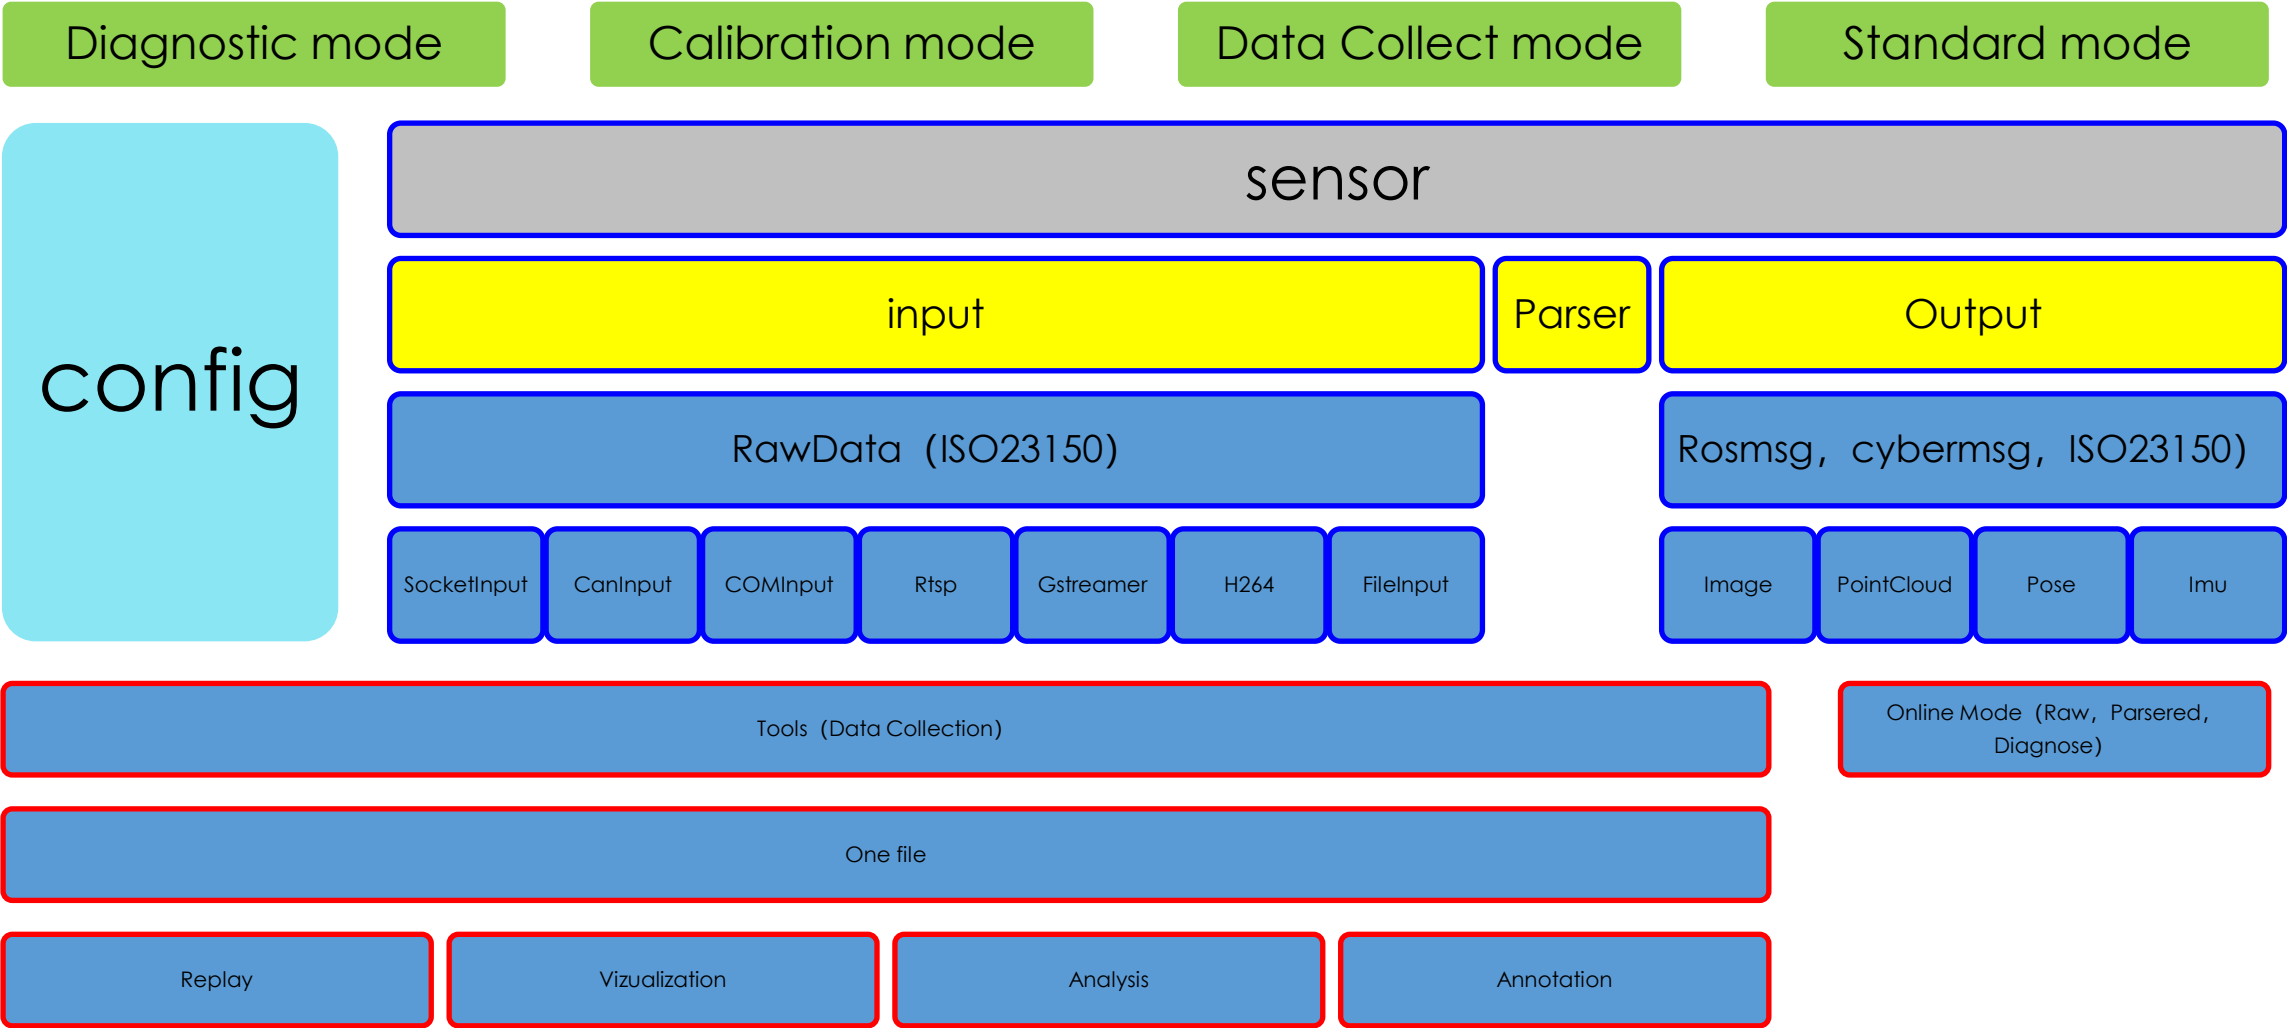 Diagnostic mode
Calibration mode
Data Collect mode
Standard mode
config
sensor
input
Parser
Output
RawData（ISO23150）
Rosmsg，cybermsg，ISO23150）
SocketInput
CanInput
COMInput
Rtsp
Gstreamer
H264
FileInput
Image
PointCloud
Pose
Imu
Tools（Data Collection）
Online Mode（Raw，Parsered，
Diagnose）
One file
Replay
Vizualization
Analysis
Annotation